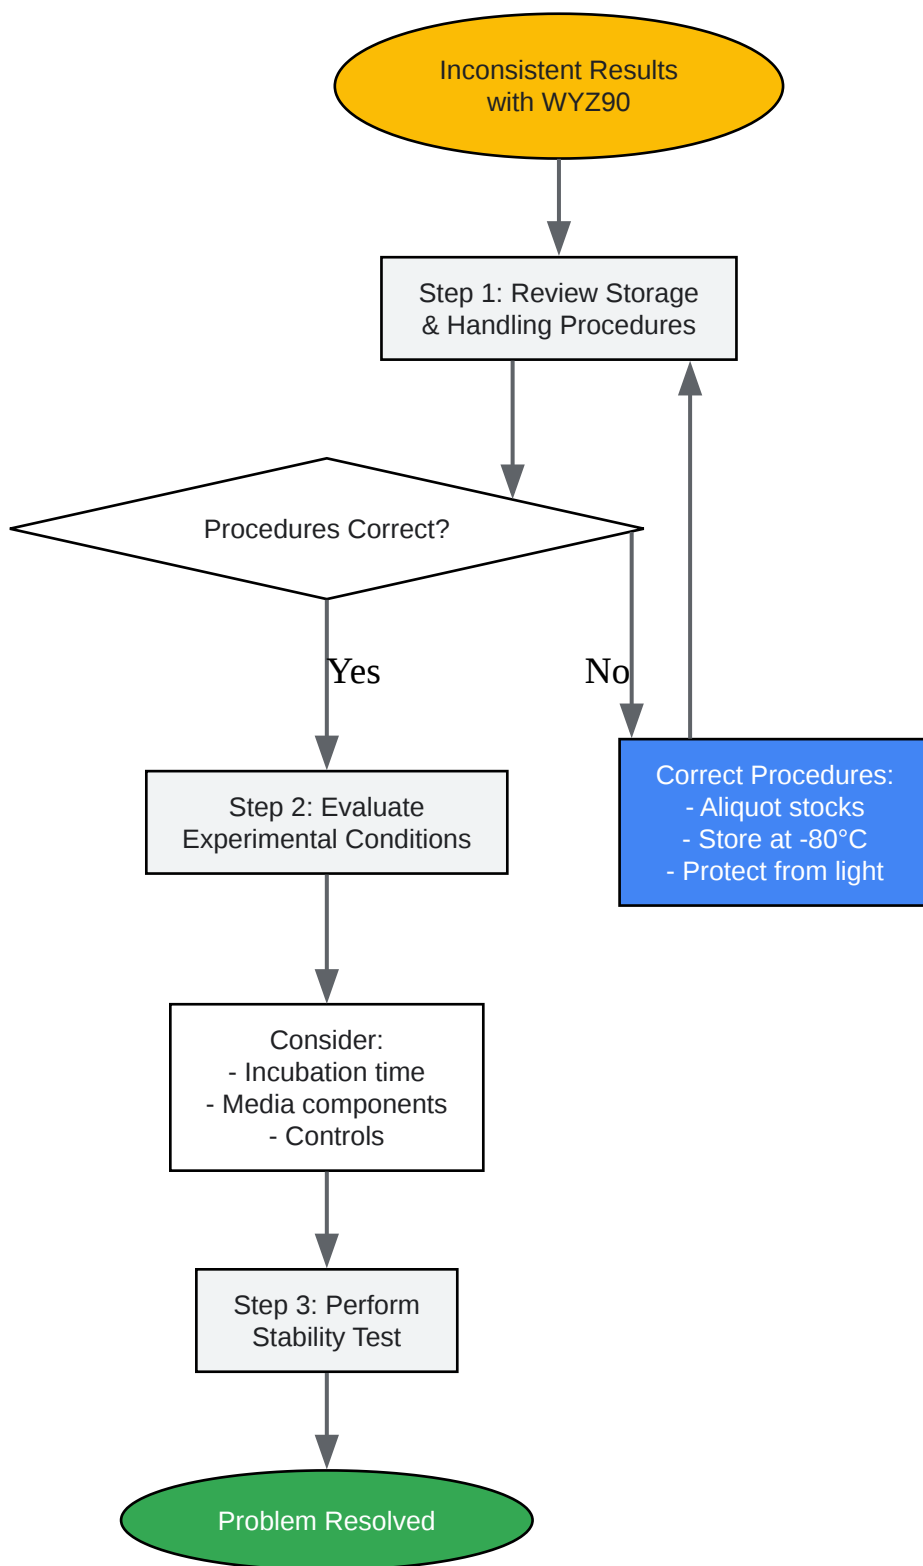 Inconsistent Results
with WYZ90
Step 1: Review Storage
& Handling Procedures
Procedures Correct?
Yes
No
Step 2: Evaluate
Experimental Conditions
Correct Procedures:
- Aliquot stocks
- Store at -80°C
- Protect from light
Consider:
- Incubation time
- Media components
- Controls
Step 3: Perform
Stability Test
Problem Resolved